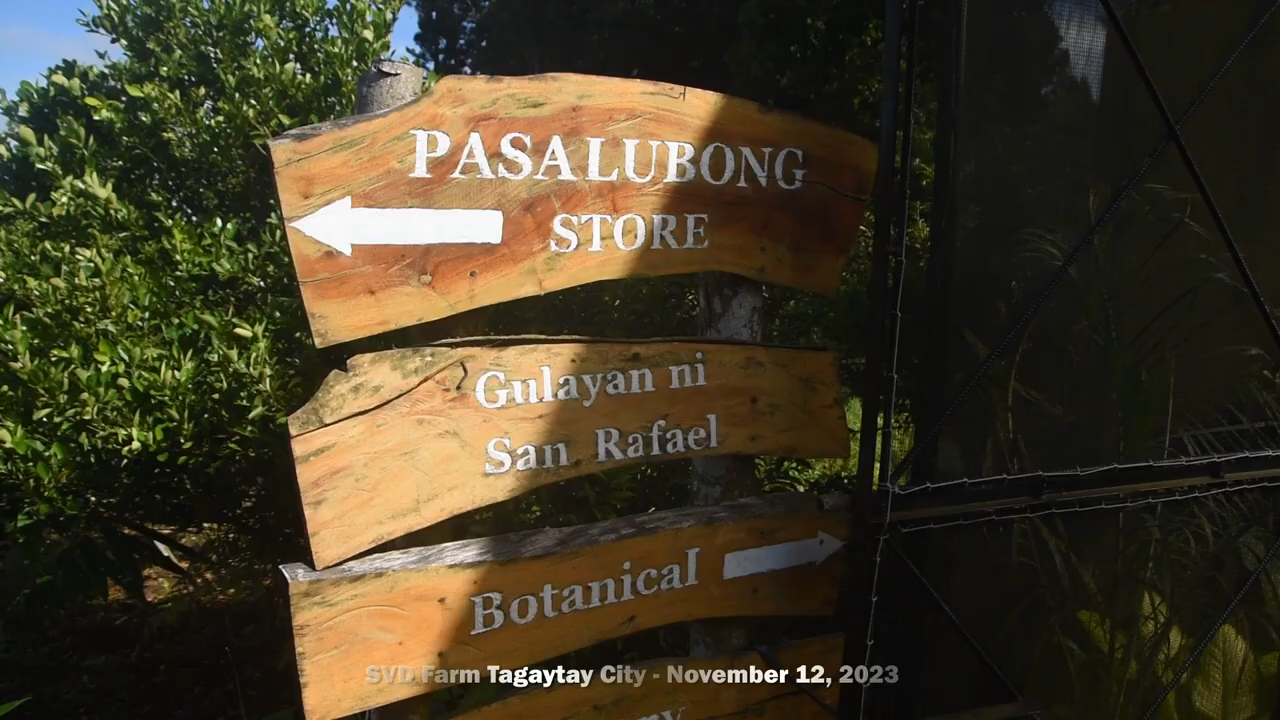 PASALUBONG
STORE
Gulayan ni
San Rafael
Botanical
SVD Farm Tagaytay City - November 12, 2023